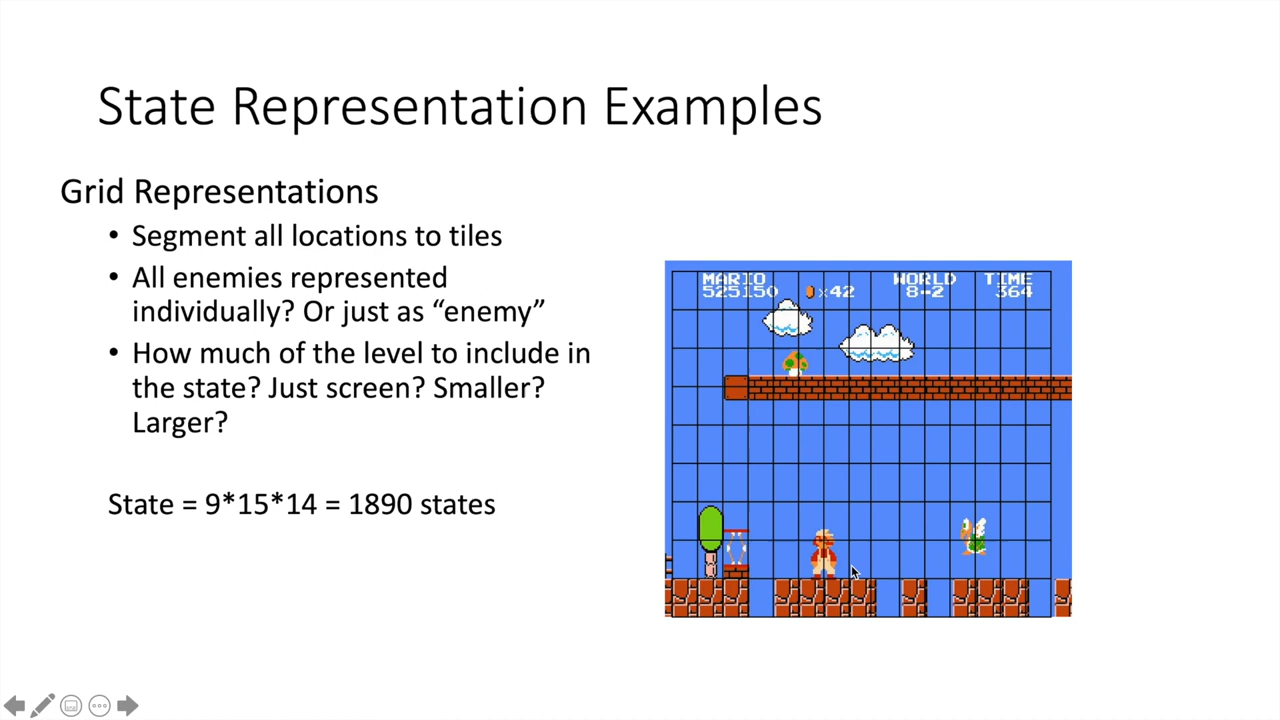 State Representation Examples
Grid Representations
• Segment all locations to tiles
• All enemies represented
individually? Or just as “enemy”
• How much of the level to include in
the state? Just screen? Smaller?
Larger?
State = 9*15*14 = 1890 states
MARIO WORLD TIME
525150 ×42 8-2 364